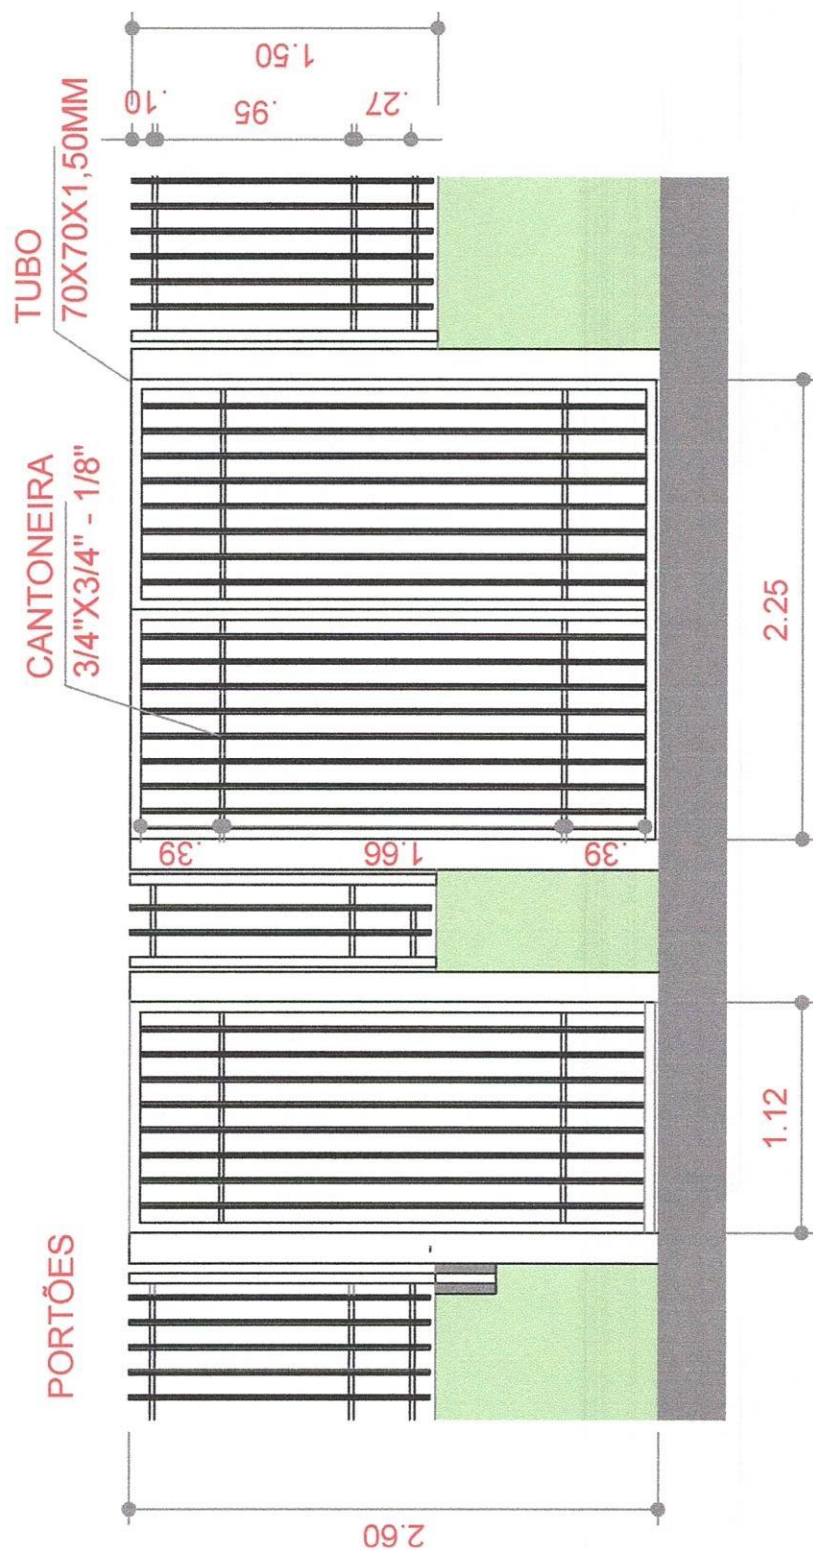 PORTÕES
CANTONEIRA
3/4"X3/4" - 1/8"
TUBO
70X70X1,50MM
2.60
.39
1.66
.39
.10
.95
.27
1.50
1.12
2.25